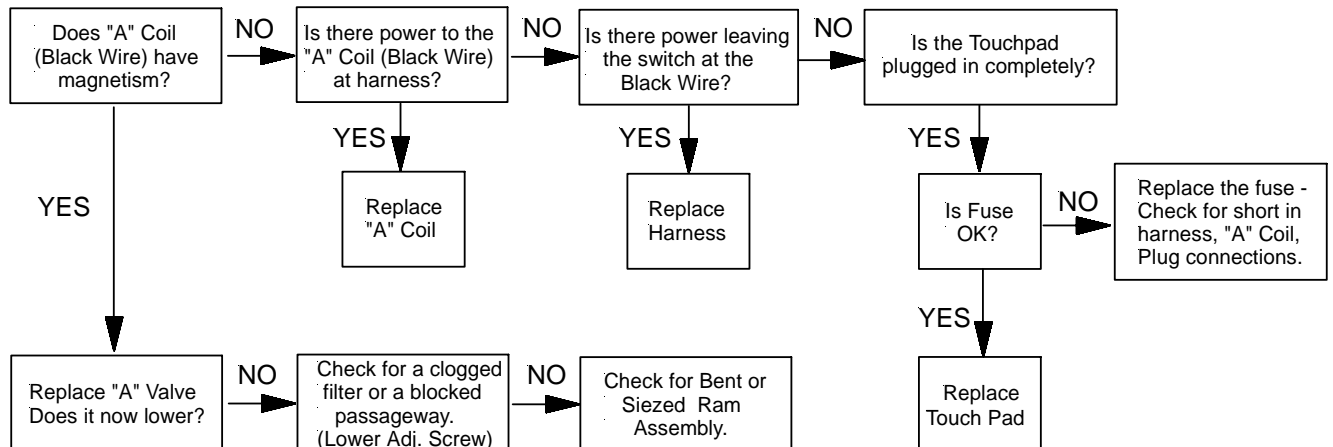 Does "A" Coil
(Black Wire) have
magnetism?
NO
Is there power to the
"A" Coil (Black Wire)
at harness?
NO
Is there power leaving
the switch at the
Black Wire?
NO
Is the Touchpad
plugged in completely?
YES
YES
YES
YES
Replace
"A" Coil
Replace
Harness
Is Fuse
OK?
NO
Replace the fuse -
Check for short in
harness, "A" Coil,
Plug connections.
YES
Replace "A" Valve
Does it now lower?
NO
Check for a clogged
filter or a blocked
passageway.
(Lower Adj. Screw)
NO
Check for Bent or
Siezed Ram
Assembly.
Replace
Touch Pad